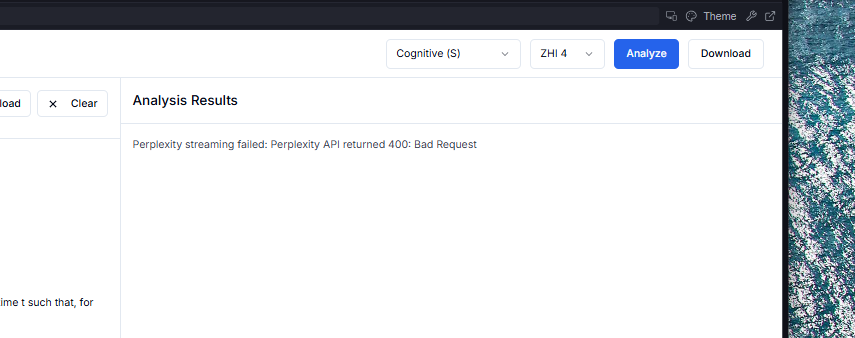 Theme
Cognitive (S) ZHI 4 Analyze Download
load Clear Analysis Results
Perplexity streaming failed: Perplexity API returned 400: Bad Request
ime t such that, for